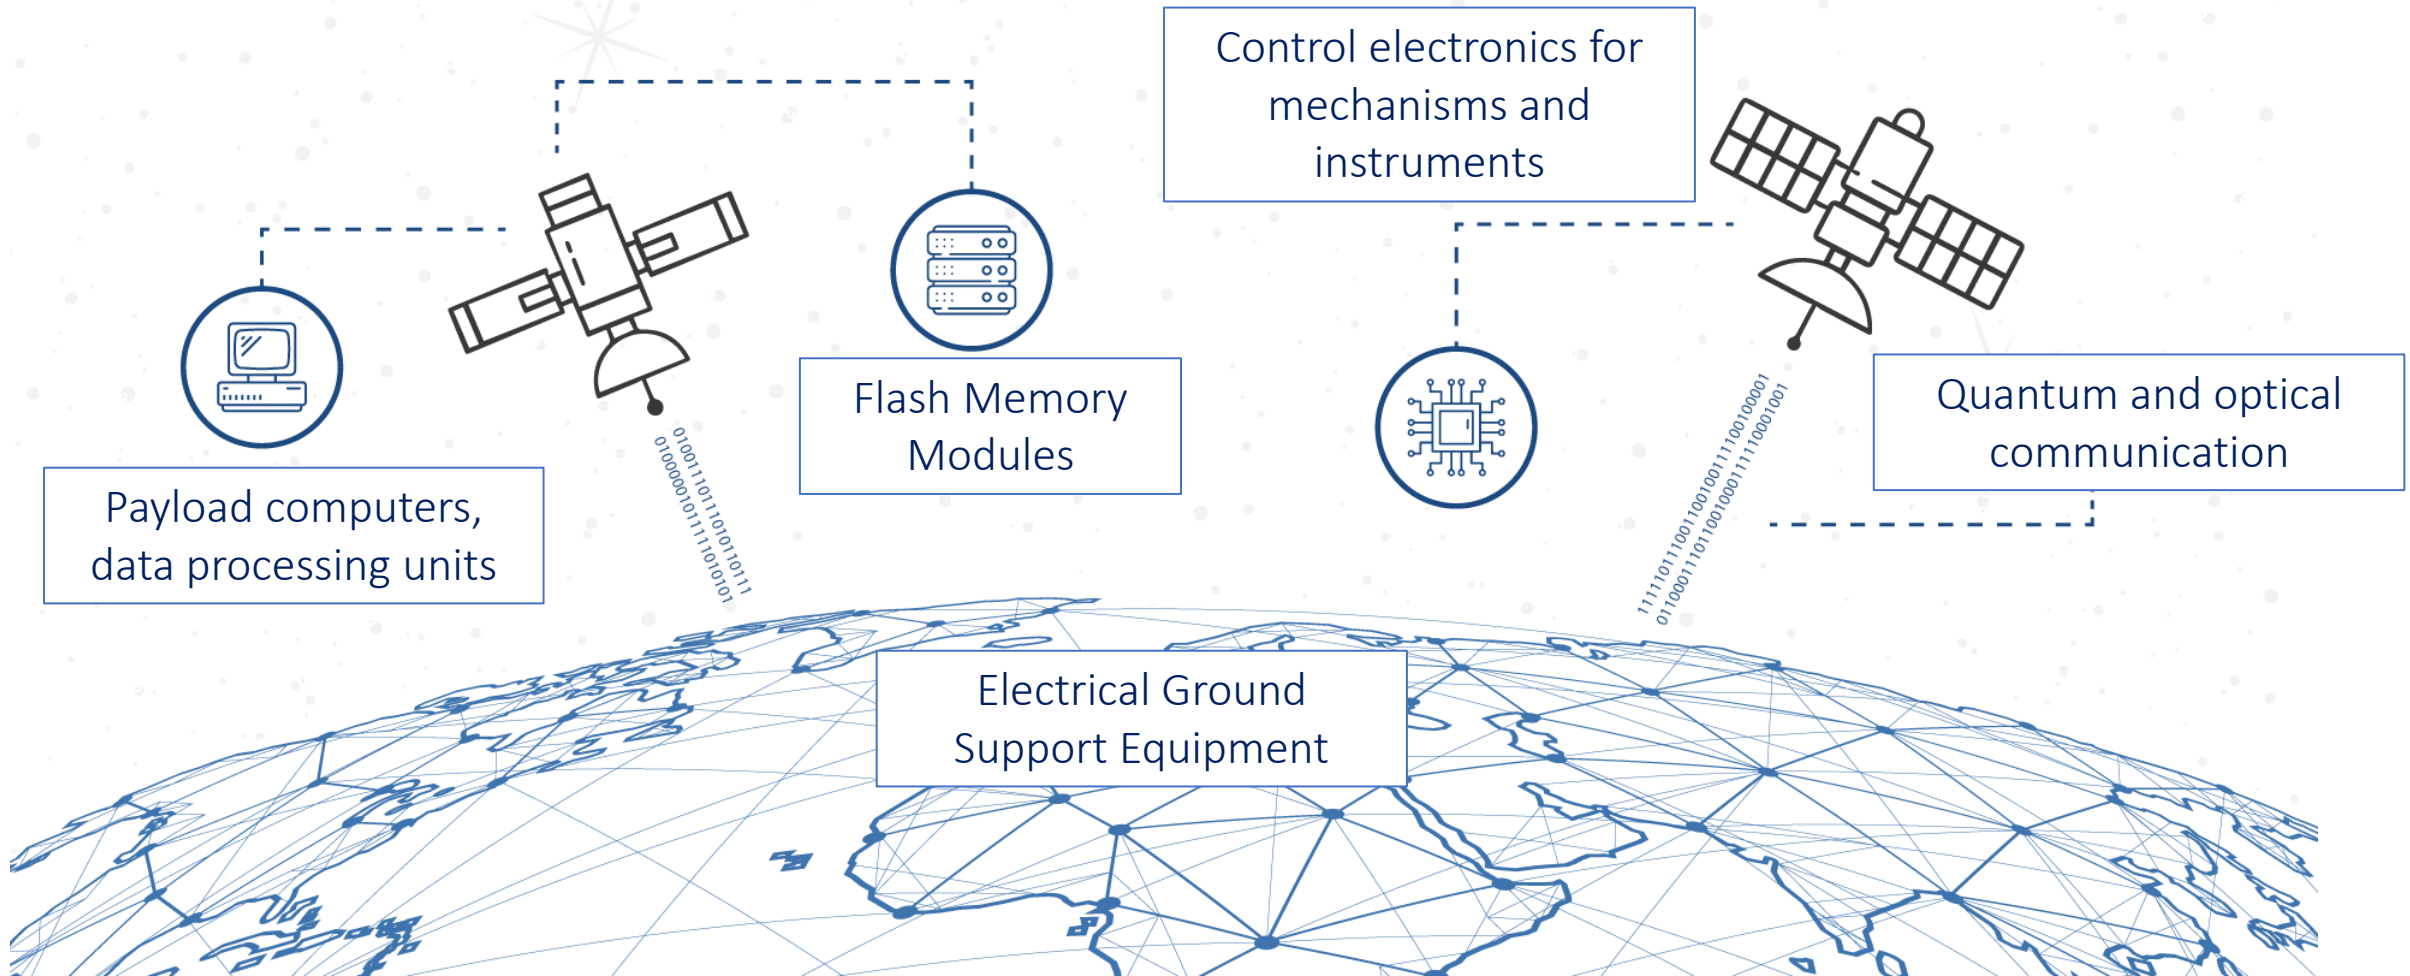 Control electronics for
mechanisms and
instruments
Flash Memory
Modules
Quantum and optical
communication
Payload computers,
data processing units
Electrical Ground
Support Equipment